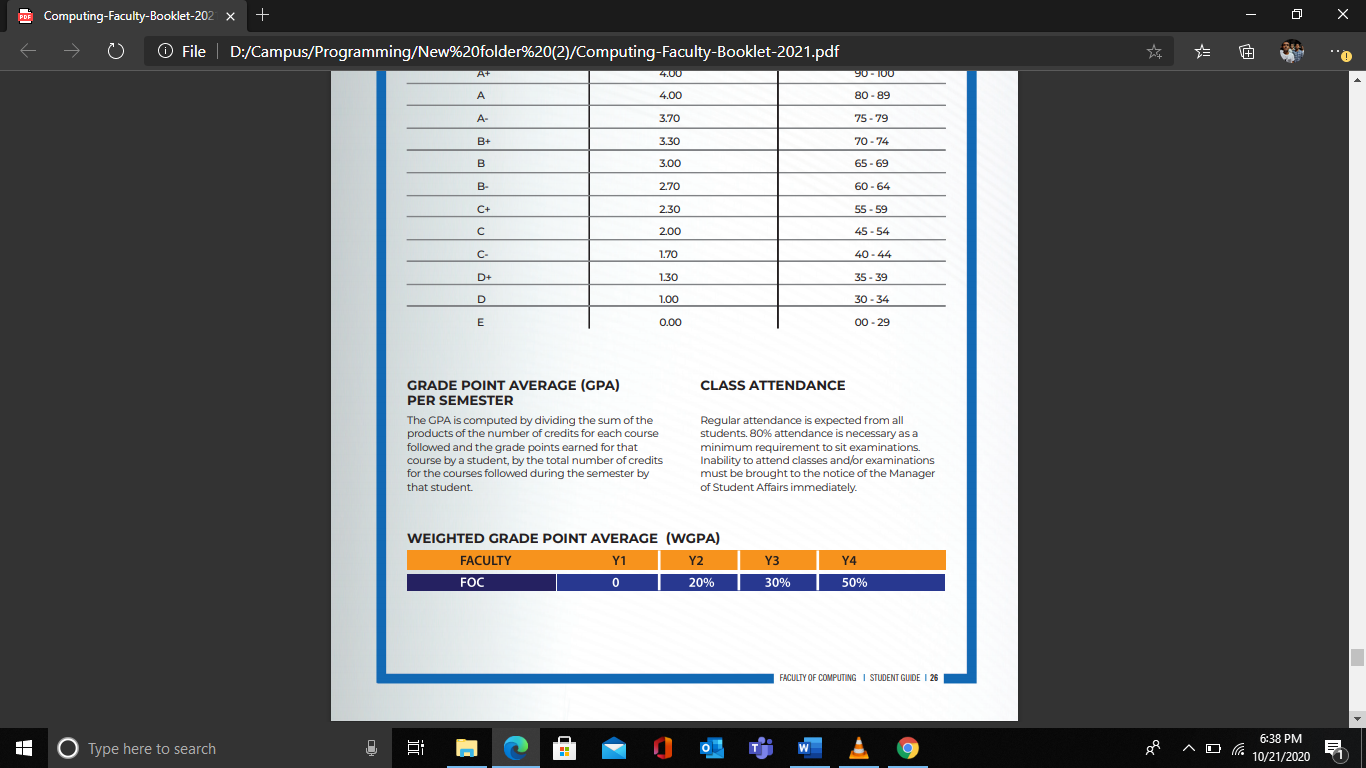 Computing-Faculty-Booklet-202
File D:/Campus/Programming/New%20folder%20(2)/Computing-Faculty-Booklet-2021.pdf
A+ 4.00 90 - 100
A 4.00 80 - 89
A- 3.70 75 - 79
B+ 3.30 70 - 74
B 3.00 65 - 69
B- 2.70 60 - 64
C+ 2.30 55 - 59
C 2.00 45 - 54
C- 1.70 40 - 44
D+ 1.30 35 - 39
D 1.00 30 - 34
E 0.00 00 - 29
GRADE POINT AVERAGE (GPA)
PER SEMESTER
The GPA is computed by dividing the sum of the
products of the number of credits for each course
followed and the grade points earned for that
course by a student, by the total number of credits
for the courses followed during the semester by
that student.
CLASS ATTENDANCE
Regular attendance is expected from all
students. 80% attendance is necessary as a
minimum requirement to sit examinations.
Inability to attend classes and/or examinations
must be brought to the notice of the Manager
of Student Affairs immediately.
WEIGHTED GRADE POINT AVERAGE (WGPA)
FACULTY Y1 Y2 Y3 Y4
FOC 0 20% 30% 50%
FACULTY OF COMPUTING | STUDENT GUIDE | 26
Type here to search
6:38 PM
10/21/2020
1